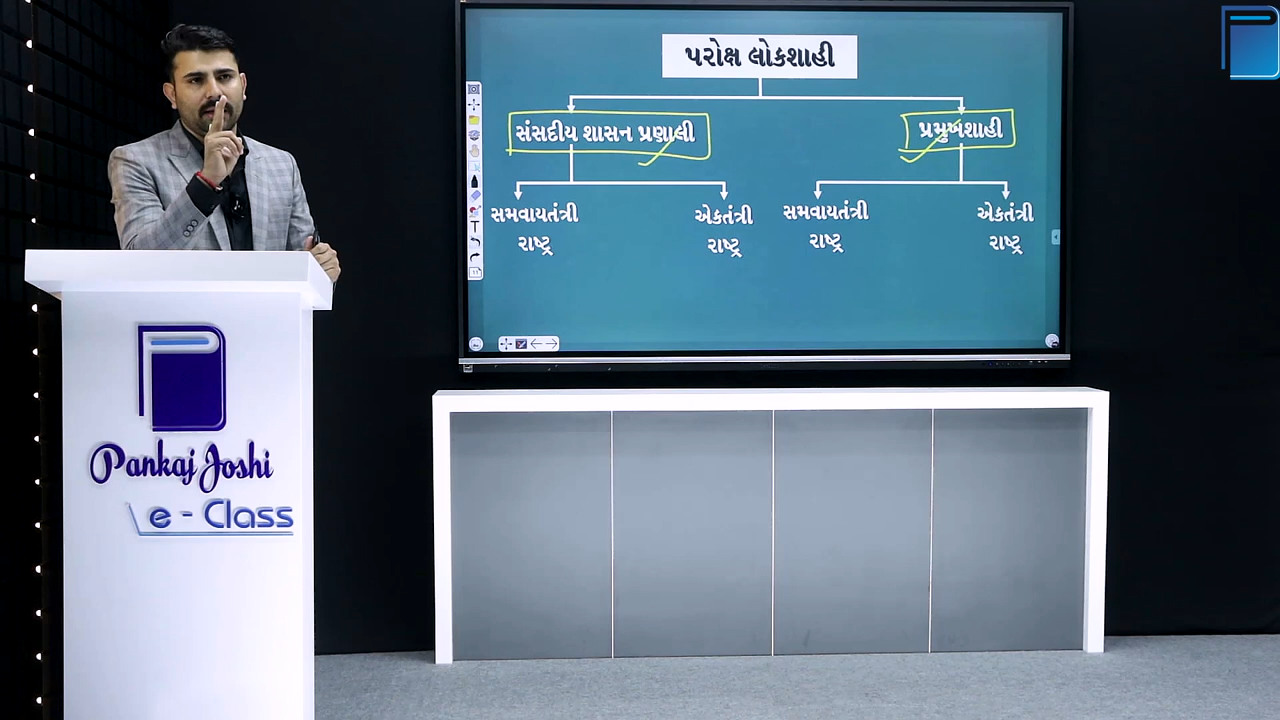 પરોક્ષ લોકશાહી
સંસદીય શાસન પ્રણાલી
પ્રમુખશાહી
સમવાયતંત્રી
રાષ્ટ્ર
એકતંત્રી
રાષ્ટ્ર
સમવાયતંત્રી
રાષ્ટ્ર
એકતંત્રી
રાષ્ટ્ર
Pankaj Joshi
e - Class